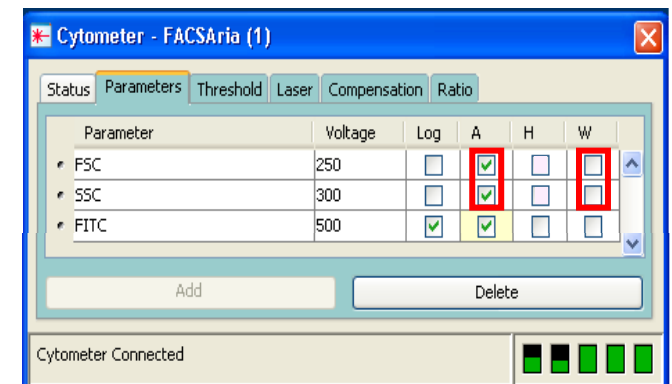 Cytometer - FACSAria (1)
Status Parameters Threshold Laser Compensation Ratio
Parameter Voltage Log A H W
FSC 250
SSC 300
FITC 500
Add Delete
Cytometer Connected